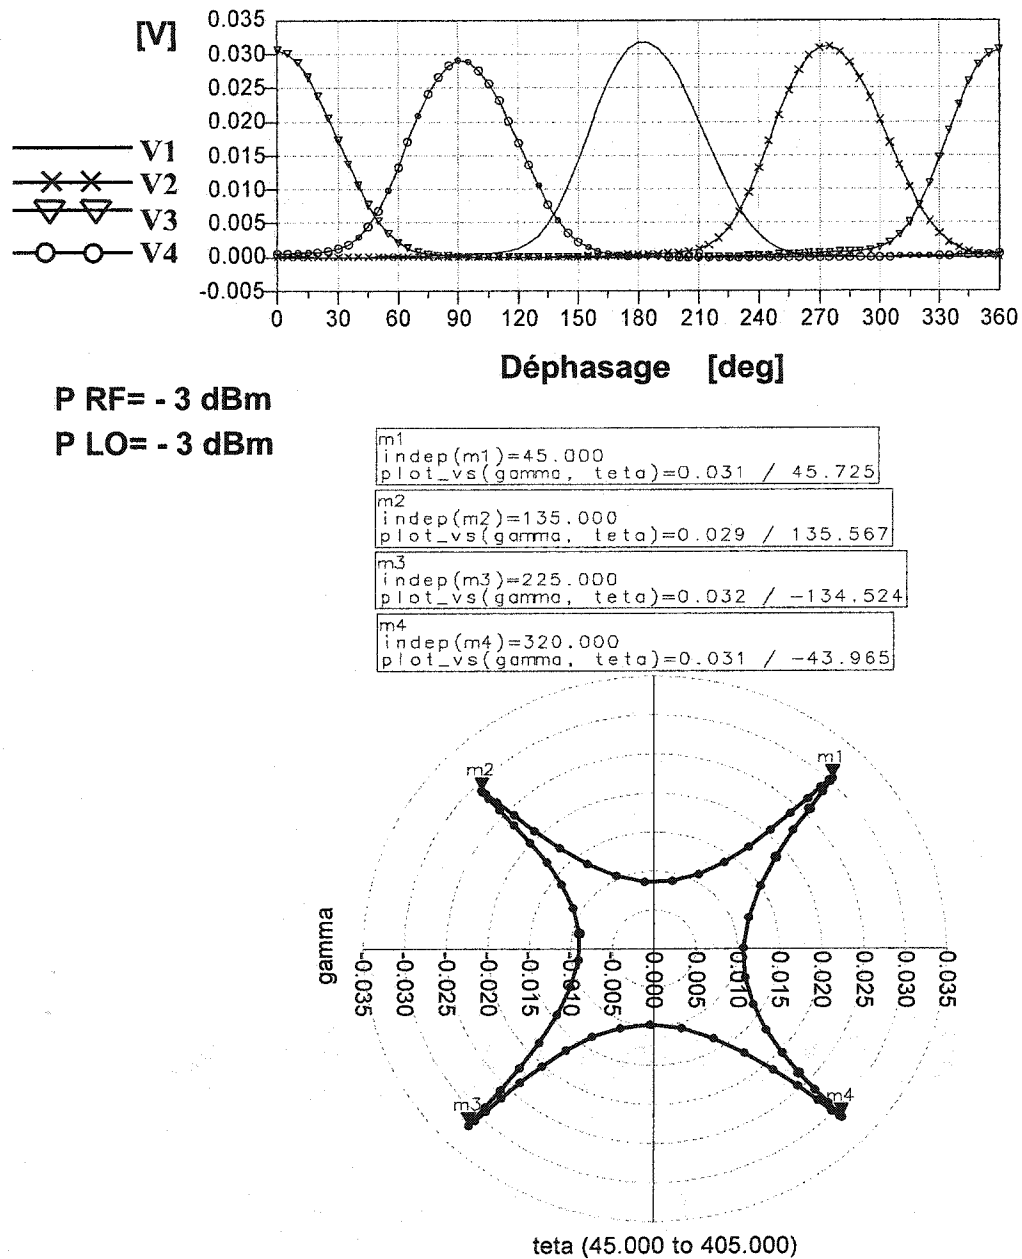 [V]
0.035
0.030
0.025
0.020
0.015
0.010
0.005
0.000
-0.005
V1
V2
V3
V4
0 30 60 90 120 150 180 210 240 270 300 330 360
Déphasage [deg]
P RF= - 3 dBm
P LO= - 3 dBm
m1
indep(m1)=45.000
plot_vs(gamma, teta)=0.031 / 45.725
m2
indep(m2)=135.000
plot_vs(gamma, teta)=0.029 / 135.567
m3
indep(m3)=225.000
plot_vs(gamma, teta)=0.032 / -134.524
m4
indep(m4)=320.000
plot_vs(gamma, teta)=0.031 / -43.965
m1
m2
gamma
-0.035 -0.030 -0.025 -0.020 -0.015 -0.010 -0.005 0.000 0.005 0.010 0.015 0.020 0.025 0.030 0.035
m3
m4
teta (45.000 to 405.000)